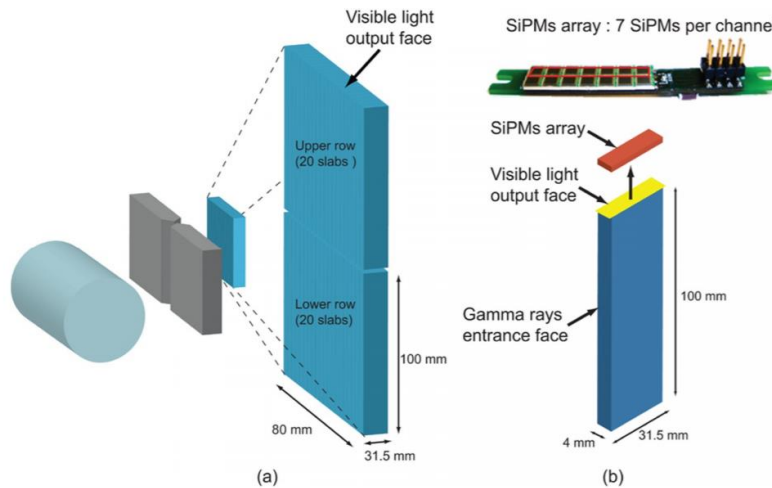 Visible light
output face
Upper row
(20 slabs )
Lower row
(20 slabs)
100 mm
80 mm
31.5 mm
(a)
SiPMs array : 7 SiPMs per channel
SiPMs array
Visible light
output face
Gamma rays
entrance face
100 mm
4 mm
31.5 mm
(b)